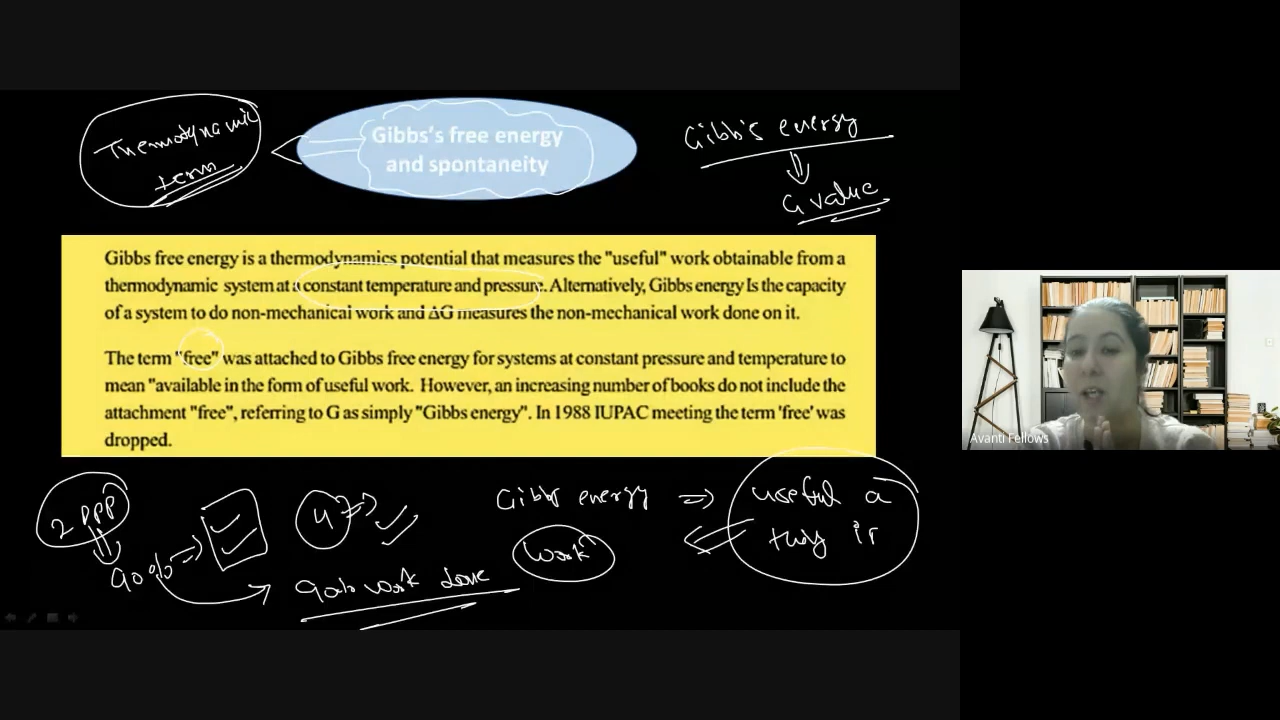 Thermodynamic
term
Gibbs's free energy
and spontaneity
Gibb's energy
G value
Gibbs free energy is a thermodynamics potential that measures the "useful" work obtainable from a
thermodynamic system at a constant temperature and pressure. Alternatively, Gibbs energy Is the capacity
of a system to do non-mechanical work and ΔG measures the non-mechanical work done on it.
The term "free" was attached to Gibbs free energy for systems at constant pressure and temperature to
mean "available in the form of useful work. However, an increasing number of books do not include the
attachment "free", referring to G as simply "Gibbs energy". In 1988 IUPAC meeting the term 'free' was
dropped.
2 PPP
90%
4
work done
Gibbs energy
work
useful a
Avanti Fellows